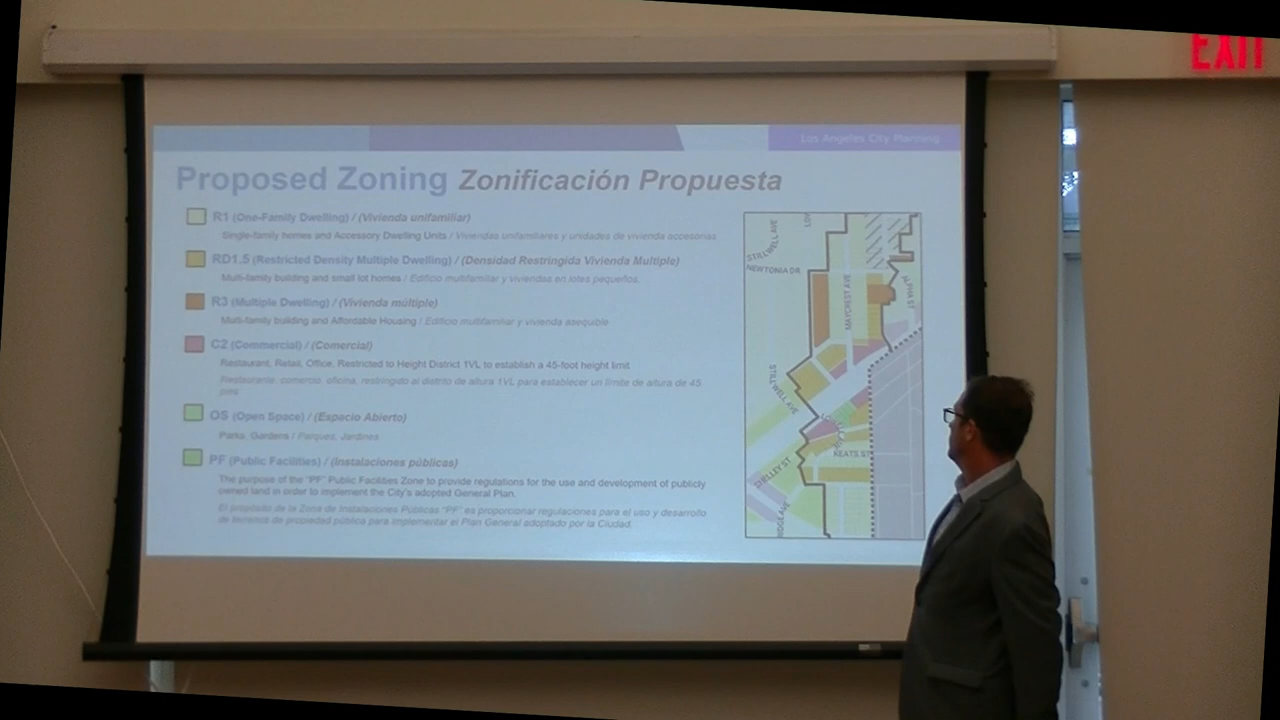 EXIT
Los Angeles City Planning
Proposed Zoning Zonificación Propuesta
R1 (One-Family Dwelling) / (Vivienda unifamiliar)
Single-family homes and Accessory Dwelling Units / Viviendas unifamiliares y unidades de vivienda accesorias.
RD1.5 (Restricted Density Multiple Dwelling) / (Densidad Restringida Vivienda Multiple)
Multi-family building and small lot homes / Edificio multifamiliar y viviendas en lotes pequeños.
R3 (Multiple Dwelling) / (Vivienda múltiple)
Multi-family building and Affordable Housing / Edificio multifamiliar y vivienda asequible
C2 (Commercial) / (Comercial)
Restaurant, Retail, Office, Restricted to Height District 1VL to establish a 45-foot height limit
Restaurante, comercio, oficina, restringido al distrito de altura 1VL para establecer un límite de altura de 45
pies
OS (Open Space) / (Espacio Abierto)
Parks, Gardens / Parques, Jardines
PF (Public Facilities) / (Instalaciones públicas)
The purpose of the "PF" Public Facilities Zone to provide regulations for the use and development of publicly
owned land in order to implement the City's adopted General Plan.
El propósito de la Zona de Instalaciones Públicas "PF" es proporcionar regulaciones para el uso y desarrollo
de terrenos de propiedad pública para implementar el Plan General adoptado por la Ciudad.
STILLWELL AVE
NEWTONIA DR
MAYCREST AVE
STILLWELL AVE
KEATS ST
SHELLEY ST